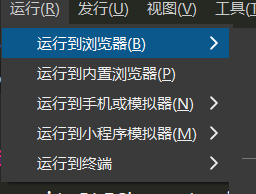 运行(R) 发行(U) 视图(V) 工具(T
运行到浏览器(B)
运行到内置浏览器(P)
运行到手机或模拟器(N)
运行到小程序模拟器(M)
运行到终端